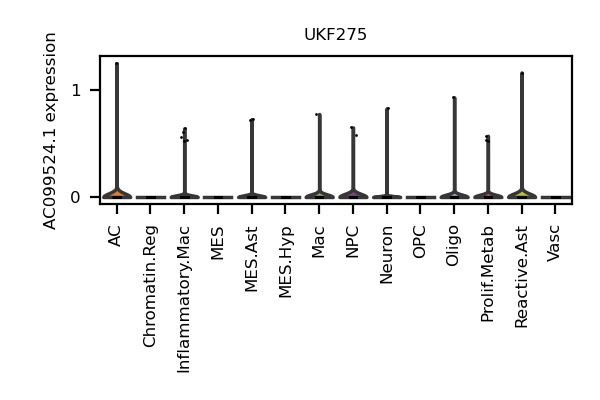 UKF275
AC099524.1 expression
1
0
AC
Chromatin.Reg
Inflammatory.Mac
MES
MES.Ast
MES.Hyp
Mac
NPC
Neuron
OPC
Oligo
Prolif.Metab
Reactive.Ast
Vasc